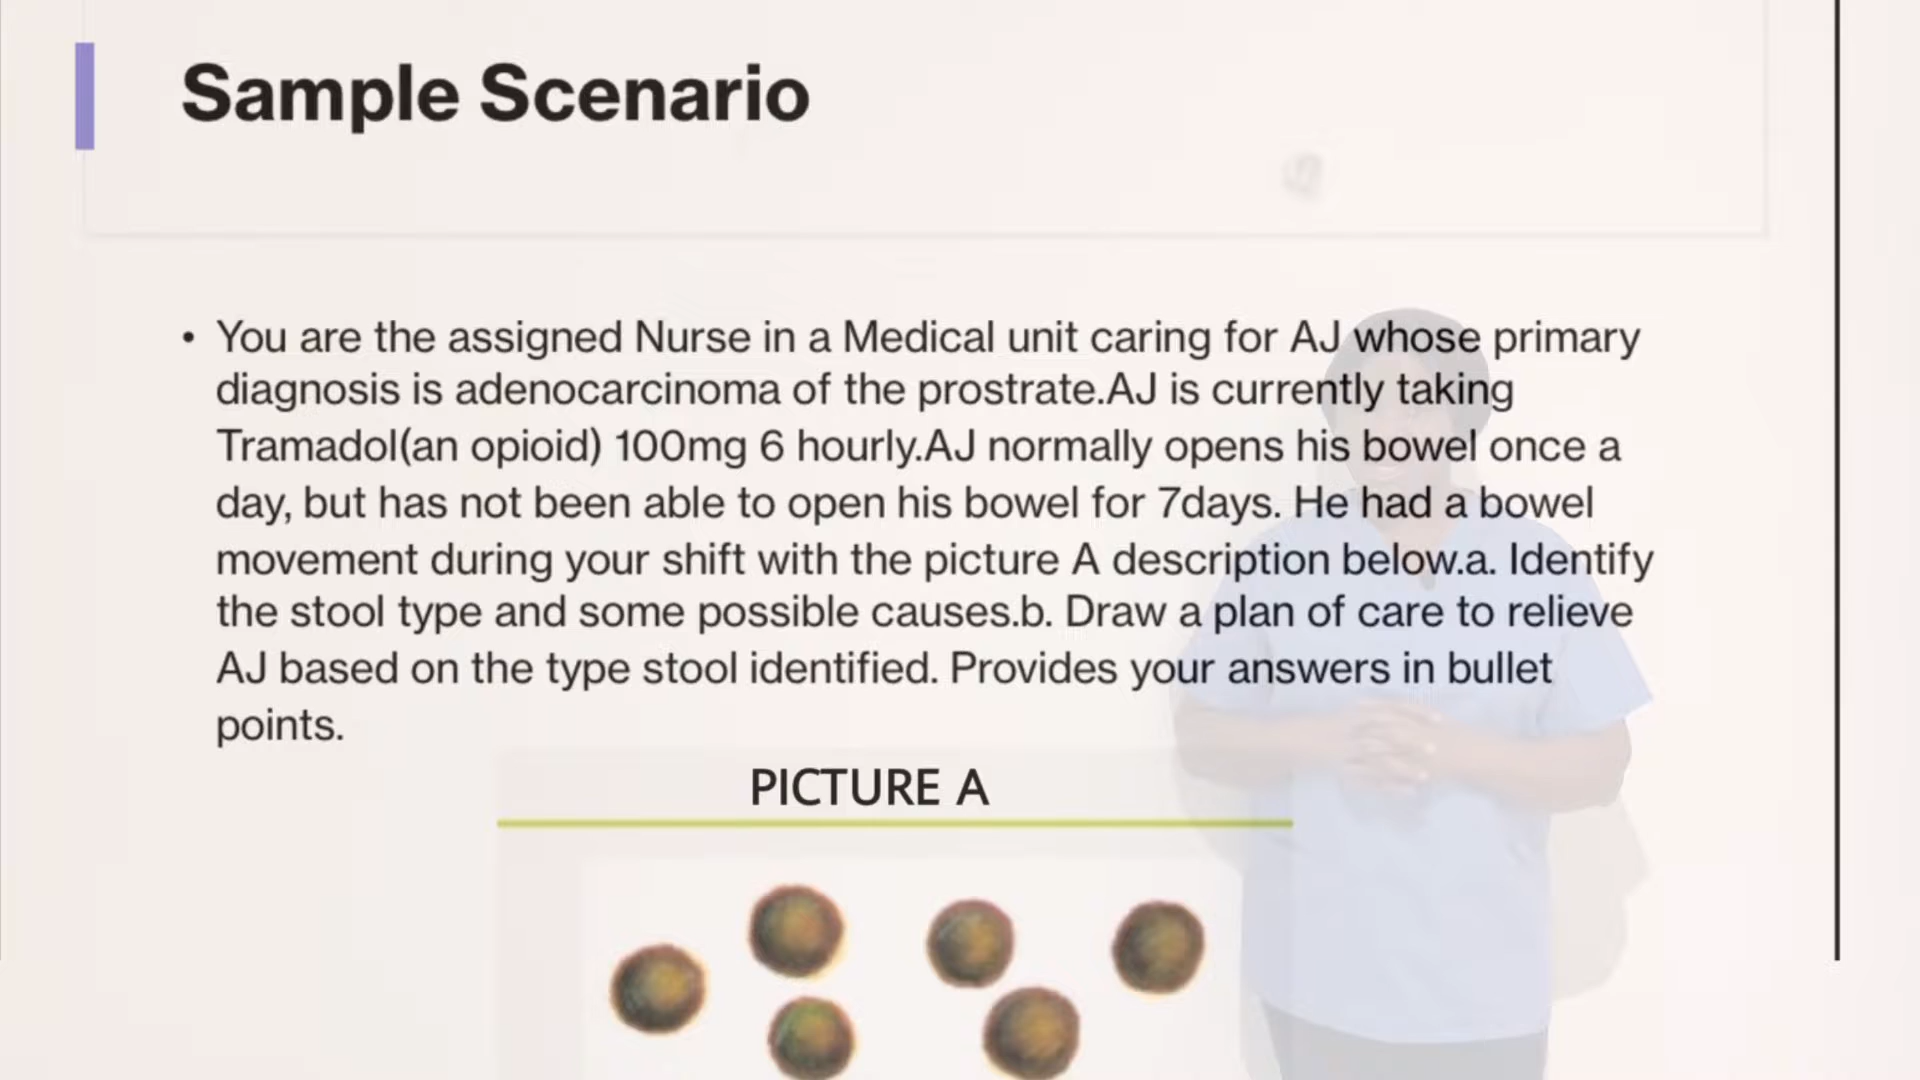 Sample Scenario
• You are the assigned Nurse in a Medical unit caring for AJ whose primary
diagnosis is adenocarcinoma of the prostrate.AJ is currently taking
Tramadol(an opioid) 100mg 6 hourly.AJ normally opens his bowel once a
day, but has not been able to open his bowel for 7days. He had a bowel
movement during your shift with the picture A description below.a. Identify
the stool type and some possible causes.b. Draw a plan of care to relieve
AJ based on the type stool identified. Provides your answers in bullet
points.
PICTURE A